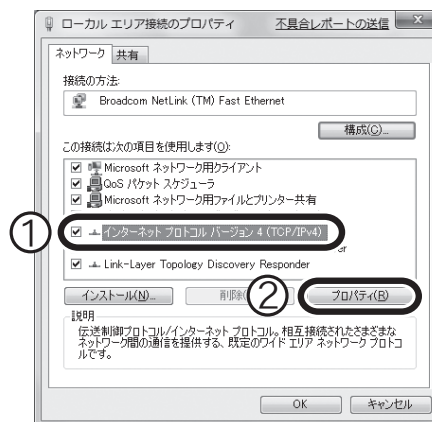 ローカル エリア接続のプロパティ 不具合レポートの送信
ネットワーク 共有
接続の方法:
Broadcom NetLink (TM) Fast Ethernet
構成(C)...
この接続は次の項目を使用します(O):
Microsoft ネットワーク用クライアント
QoS パケット スケジューラ
Microsoft ネットワーク用ファイルとプリンター共有
① インターネット プロトコル バージョン 4 (TCP/IPv4)
er
Link-Layer Topology Discovery Responder
インストール(N)... 削除( ② プロパティ(R)
説明
伝送制御プロトコル/インターネット プロトコル。相互接続されたさまざまな
ネットワーク間の通信を提供する、既定のワイド エリア ネットワーク プロトコ
ルです。
OK キャンセル